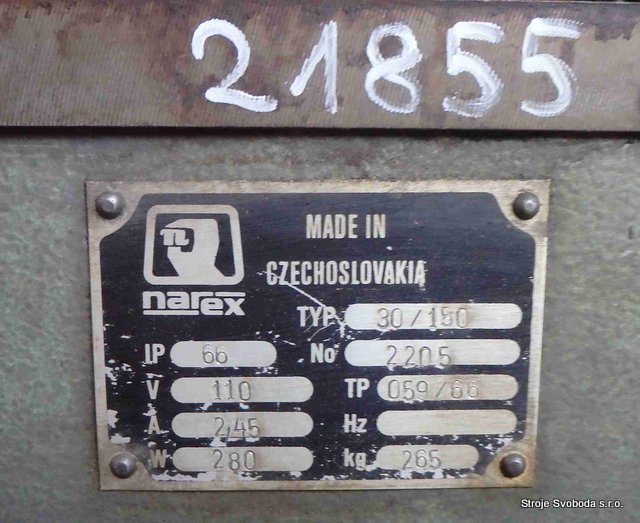 21855
MADE IN
CZECHOSLOVAKIA
narex
TYP 30/150
IP 66 No 2205
V 110 TP 059/66
A 2,45 Hz
W 280 kg 265
Stroje Svoboda s.r.o.